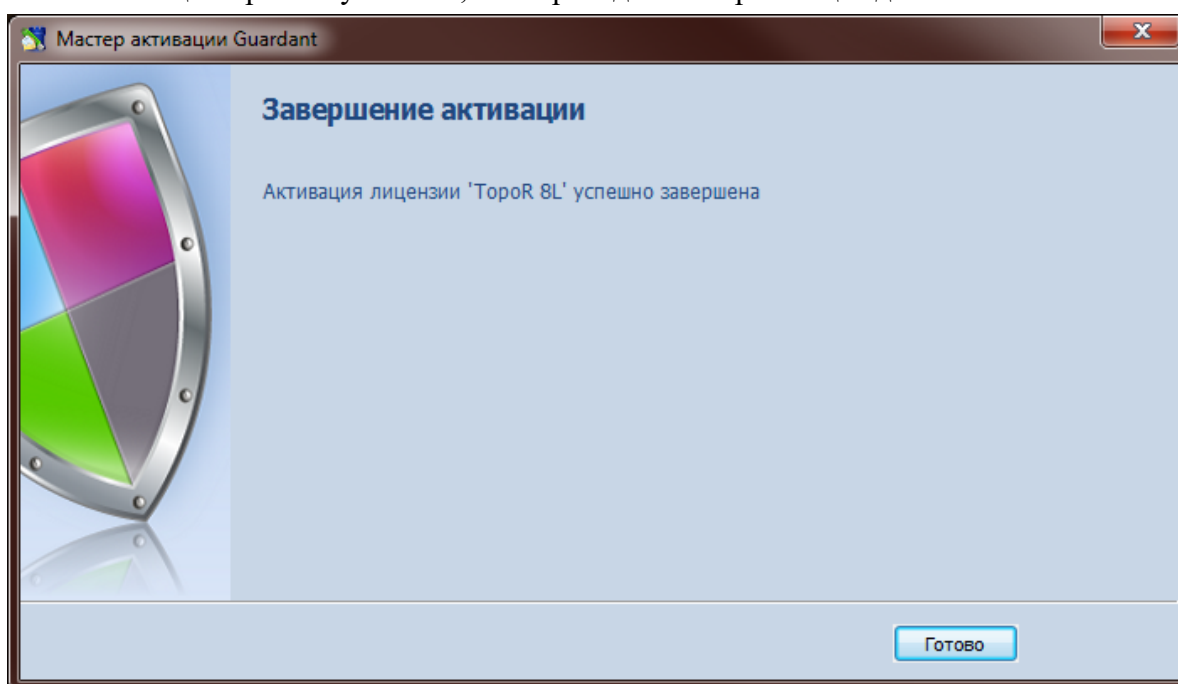 Мастер активации Guardant
Завершение активации
Активация лицензии 'TopoR 8L' успешно завершена
Готово